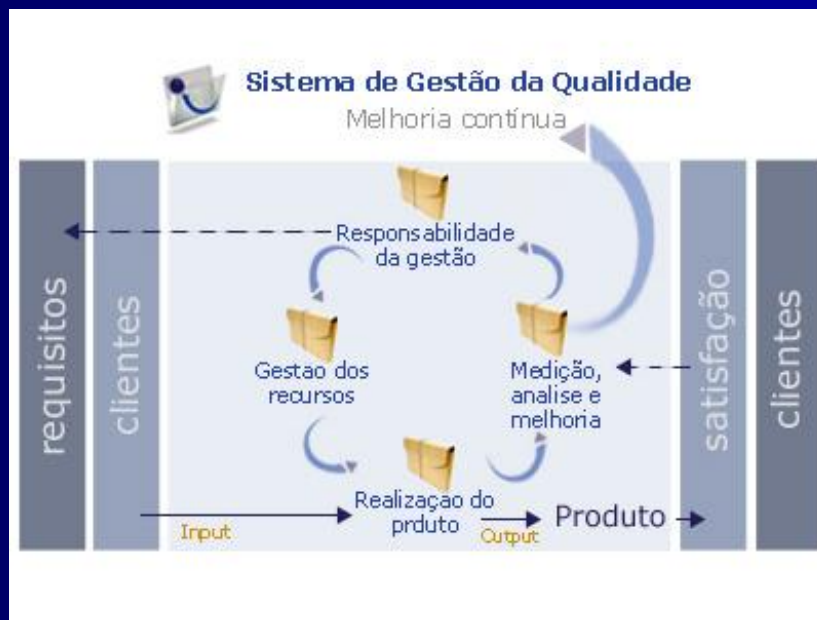 Sistema de Gestão da Qualidade
Melhoria contínua
requisitos
clientes
Responsabilidade
da gestão
Gestao dos
recursos
Medição,
analise e
melhoria
Realização do
prduto
Input
Output
Produto
satisfação
clientes